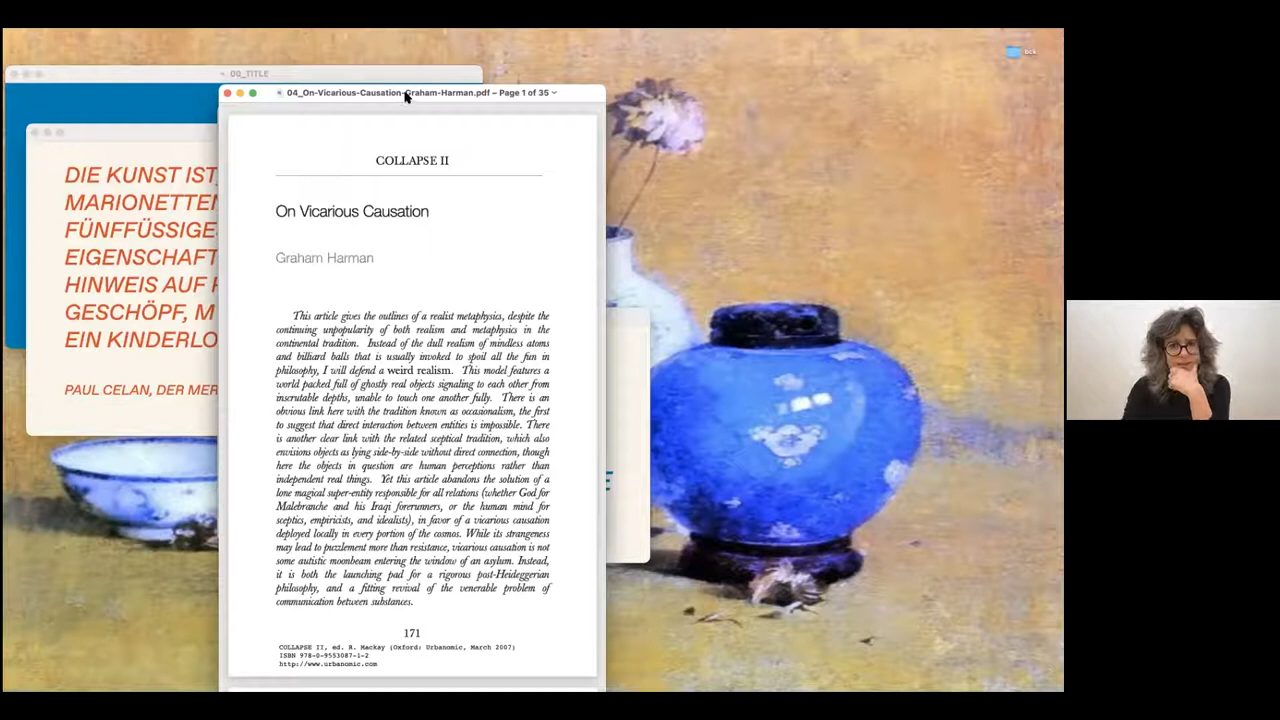 00_TITLE
04_On-Vicarious-Causation-Graham-Harman.pdf – Page 1 of 35
bck
DIE KUNST IST,
MARIONETTEN
FÜNFFÜSSIGE
EIGENSCHAFT
HINWEIS AUF
GESCHÖPF, M
EIN KINDERLO
PAUL CELAN, DER MER
COLLAPSE II
On Vicarious Causation
Graham Harman
This article gives the outlines of a realist metaphysics, despite the
continuing unpopularity of both realism and metaphysics in the
continental tradition. Instead of the dull realism of mindless atoms
and billiard balls that is usually invoked to spoil all the fun in
philosophy, I will defend a weird realism. This model features a
world packed full of ghostly real objects signaling to each other from
inscrutable depths, unable to touch one another fully. There is an
obvious link here with the tradition known as occasionalism, the first
to suggest that direct interaction between entities is impossible. There
is another clear link with the related sceptical tradition, which also
envisions objects as lying side-by-side without direct connection, though
here the objects in question are human perceptions rather than
independent real things. Yet this article abandons the solution of a
lone magical super-entity responsible for all relations (whether God for
Malebranche and his Iraqi forerunners, or the human mind for
sceptics, empiricists, and idealists), in favor of a vicarious causation
deployed locally in every portion of the cosmos. While its strangeness
may lead to puzzlement more than resistance, vicarious causation is not
some autistic moonbeam entering the window of an asylum. Instead,
it is both the launching pad for a rigorous post-Heideggerian
philosophy, and a fitting revival of the venerable problem of
communication between substances.
171
COLLAPSE II, ed. R. Mackay (Oxford: Urbanomic, March 2007)
ISBN 978-0-9553087-1-2
http://www.urbanomic.com